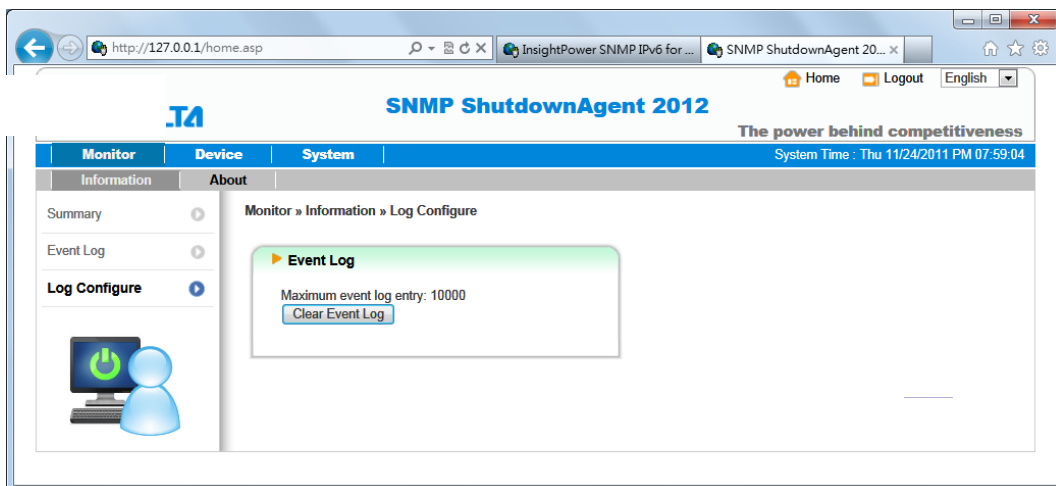 http://127.0.0.1/home.asp
InsightPower SNMP IPv6 for ...
SNMP ShutdownAgent 20...
Home
Logout
English
SNMP ShutdownAgent 2012
The power behind competitiveness
Monitor
Device
System
System Time : Thu 11/24/2011 PM 07:59:04
Information
About
Summary
Monitor » Information » Log Configure
Event Log
Event Log
Log Configure
Maximum event log entry: 10000
Clear Event Log